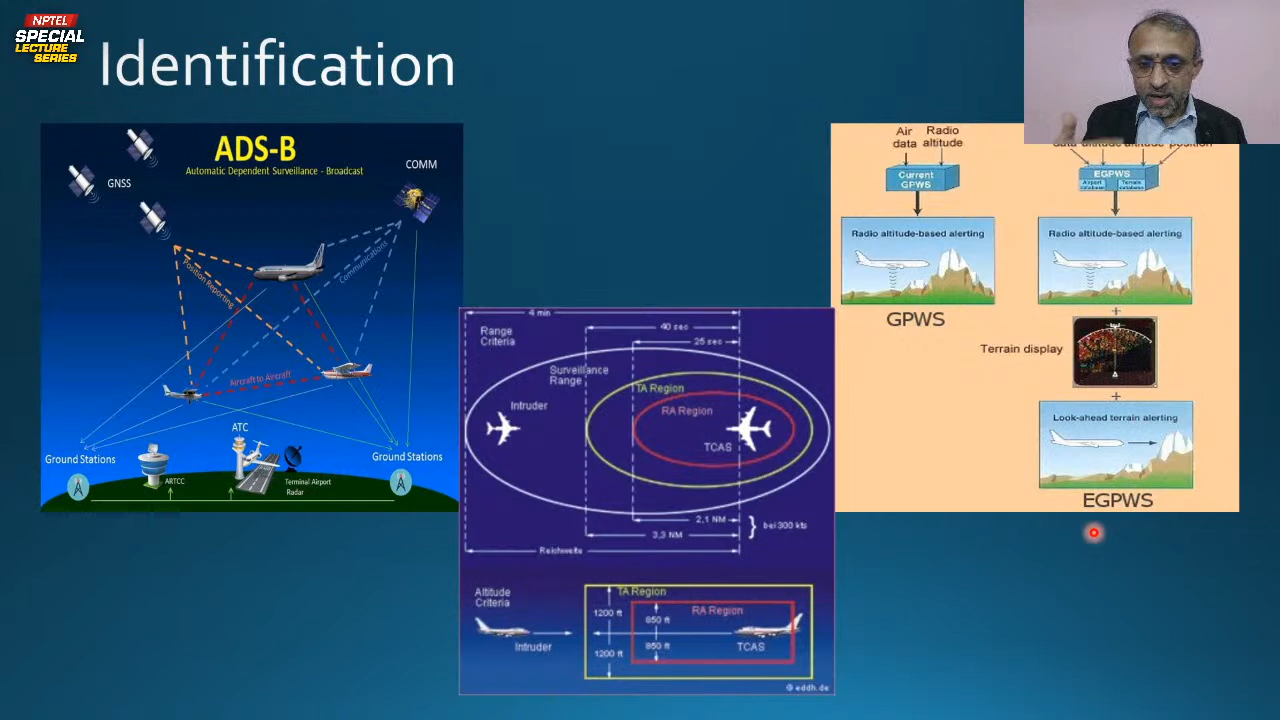 NPTEL
SPECIAL
LECTURE
SERIES
Identification
ADS-B
Automatic Dependent Surveillance - Broadcast
GNSS
COMM
Position Reporting
Communications
Aircraft to Aircraft
ATC
Ground Stations
Ground Stations
ARTCC
Terminal Airport
Radar
4 min
40 sec
25 sec
Range
Criteria
Surveillance
Range
TA Region
RA Region
Intruder
TCAS
2,1 NM
3,3 NM
bei 300 kts
Reichweite
Altitude
Criteria
TA Region
RA Region
1200 ft
850 ft
850 ft
1200 ft
Intruder
TCAS
© eddh.de
Air
data
Radio
altitude
Current
GPWS
EGPWS
Airport
database
Terrain
database
Radio altitude-based alerting
Radio altitude-based alerting
GPWS
Terrain display
Look-ahead terrain alerting
EGPWS